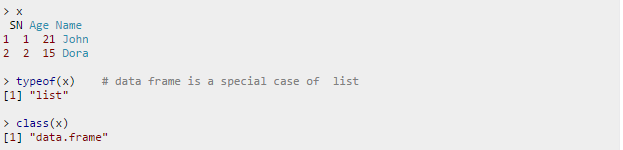 > x
 SN Age Name
1  1  21 John
2  2  15 Dora
> typeof(x)    # data frame is a special case of  list
[1] "list"
> class(x)
[1] "data.frame"